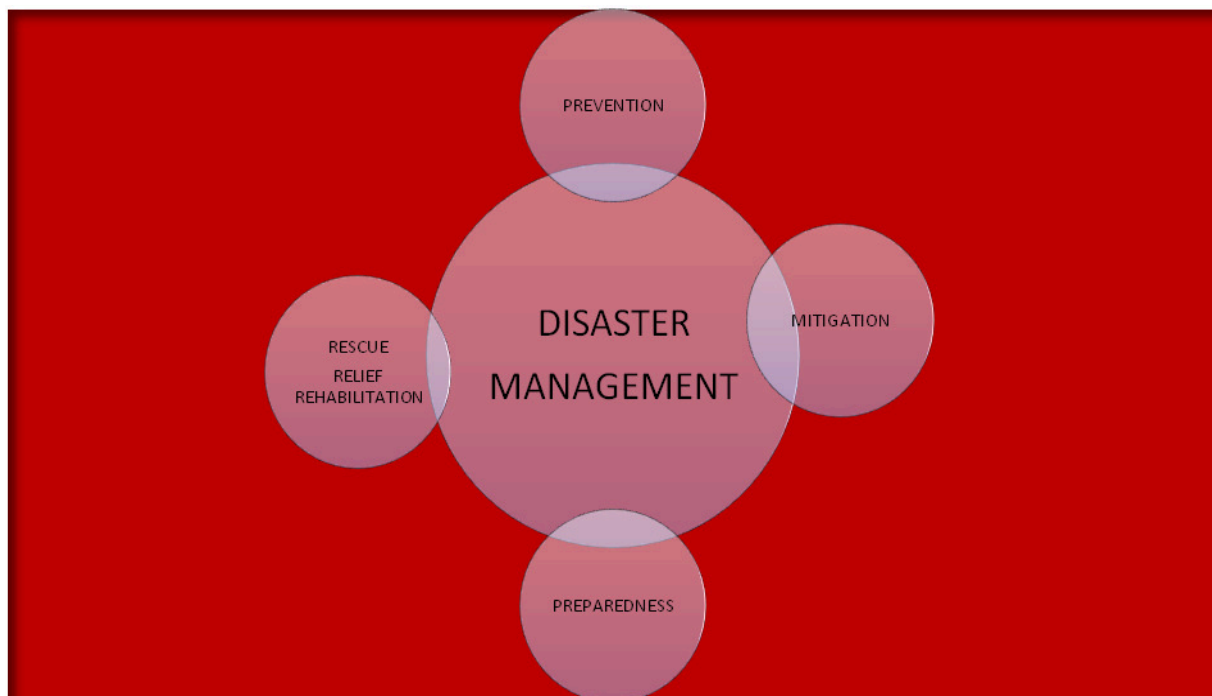 PREVENTION
DISASTER
MANAGEMENT
MITIGATION
RESCUE
RELIEF
REHABILITATION
PREPAREDNESS